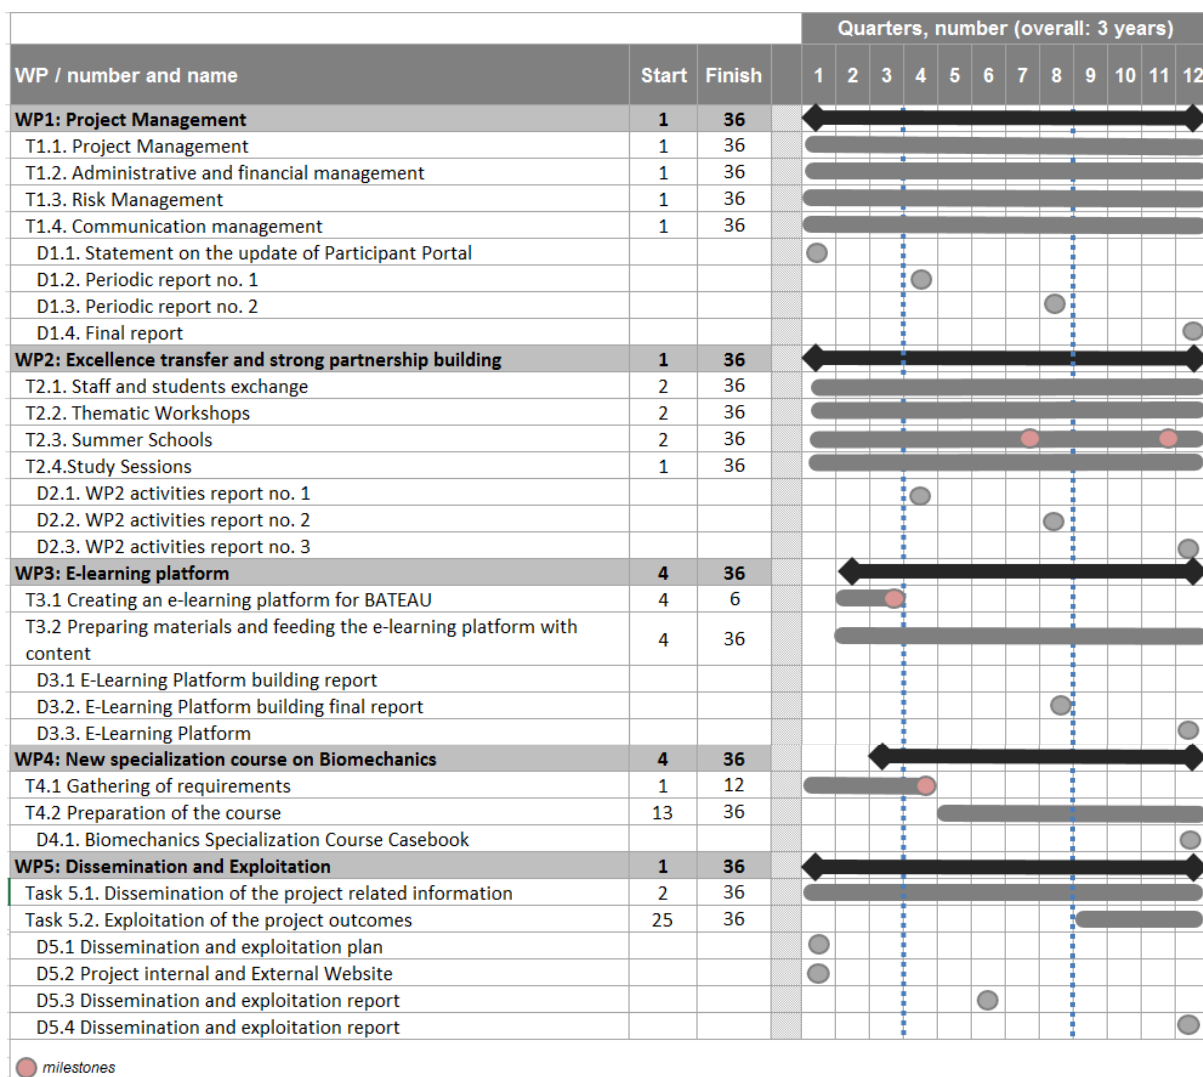 Quarters, number (overall: 3 years)
WP / number and name Start Finish 1 2 3 4 5 6 7 8 9 10 11 12
WP1: Project Management 1 36
T1.1. Project Management 1 36
T1.2. Administrative and financial management 1 36
T1.3. Risk Management 1 36
T1.4. Communication management 1 36
D1.1. Statement on the update of Participant Portal
D1.2. Periodic report no. 1
D1.3. Periodic report no. 2
D1.4. Final report
WP2: Excellence transfer and strong partnership building 1 36
T2.1. Staff and students exchange 2 36
T2.2. Thematic Workshops 2 36
T2.3. Summer Schools 2 36
T2.4.Study Sessions 1 36
D2.1. WP2 activities report no. 1
D2.2. WP2 activities report no. 2
D2.3. WP2 activities report no. 3
WP3: E-learning platform 4 36
T3.1 Creating an e-learning platform for BATEAU 4 6
T3.2 Preparing materials and feeding the e-learning platform with
content 4 36
D3.1 E-Learning Platform building report
D3.2. E-Learning Platform building final report
D3.3. E-Learning Platform
WP4: New specialization course on Biomechanics 4 36
T4.1 Gathering of requirements 1 12
T4.2 Preparation of the course 13 36
D4.1. Biomechanics Specialization Course Casebook
WP5: Dissemination and Exploitation 1 36
Task 5.1. Dissemination of the project related information 2 36
Task 5.2. Exploitation of the project outcomes 25 36
D5.1 Dissemination and exploitation plan
D5.2 Project internal and External Website
D5.3 Dissemination and exploitation report
D5.4 Dissemination and exploitation report
milestones